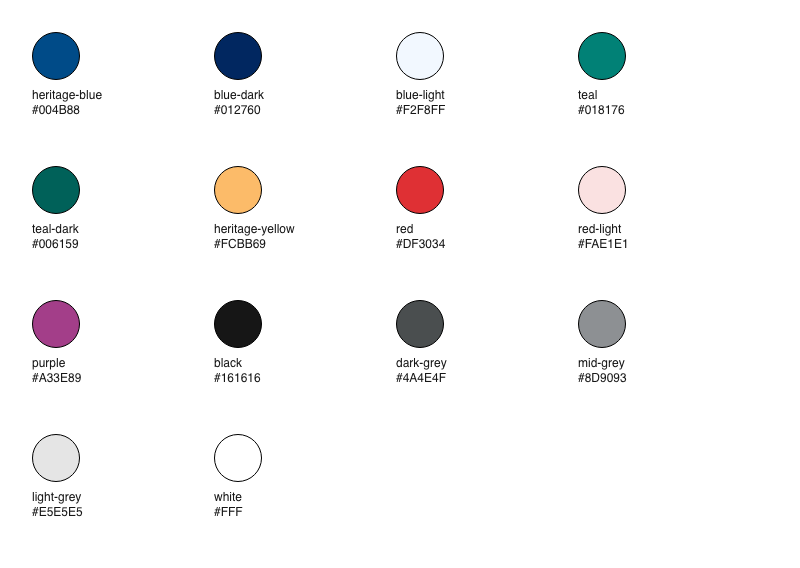 heritage-blue
#004B88
blue-dark
#012760
blue-light
#F2F8FF
teal
#018176
teal-dark
#006159
heritage-yellow
#FCBB69
red
#DF3034
red-light
#FAE1E1
purple
#A33E89
black
#161616
dark-grey
#4A4E4F
mid-grey
#8D9093
light-grey
#E5E5E5
white
#FFF